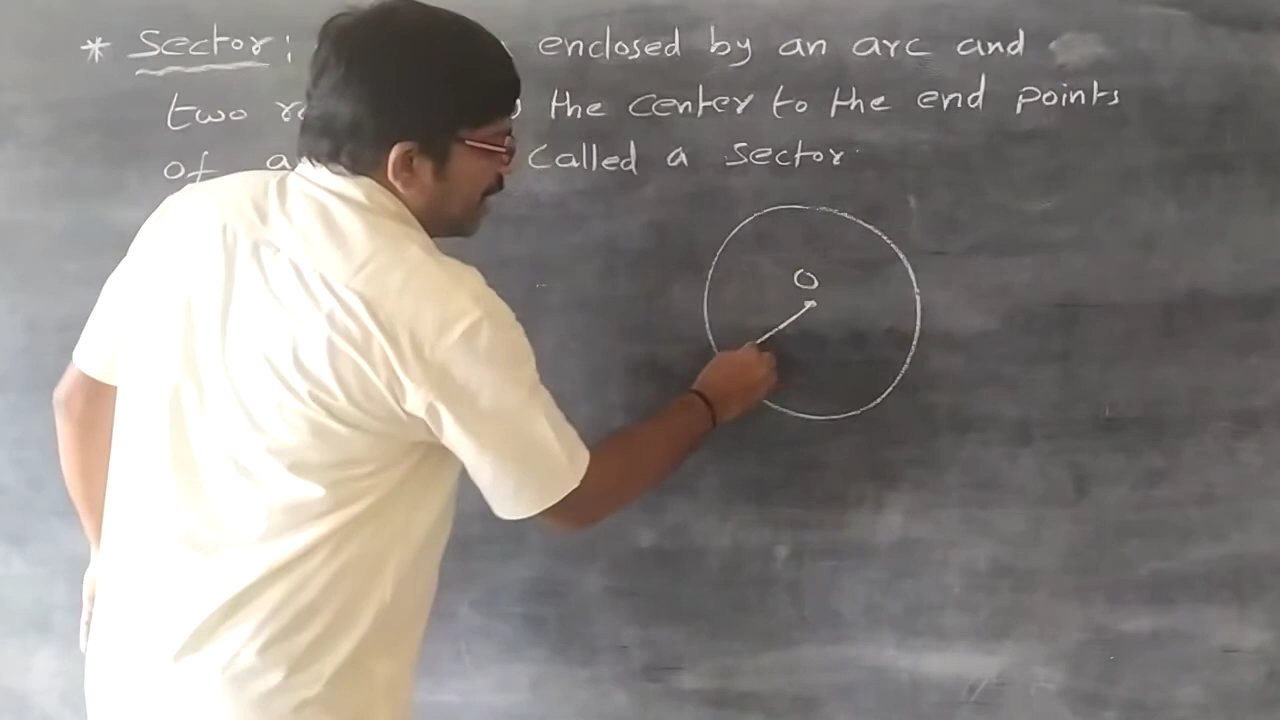 * Sector: enclosed by an arc and
two the center to the end points
of called a sector
O